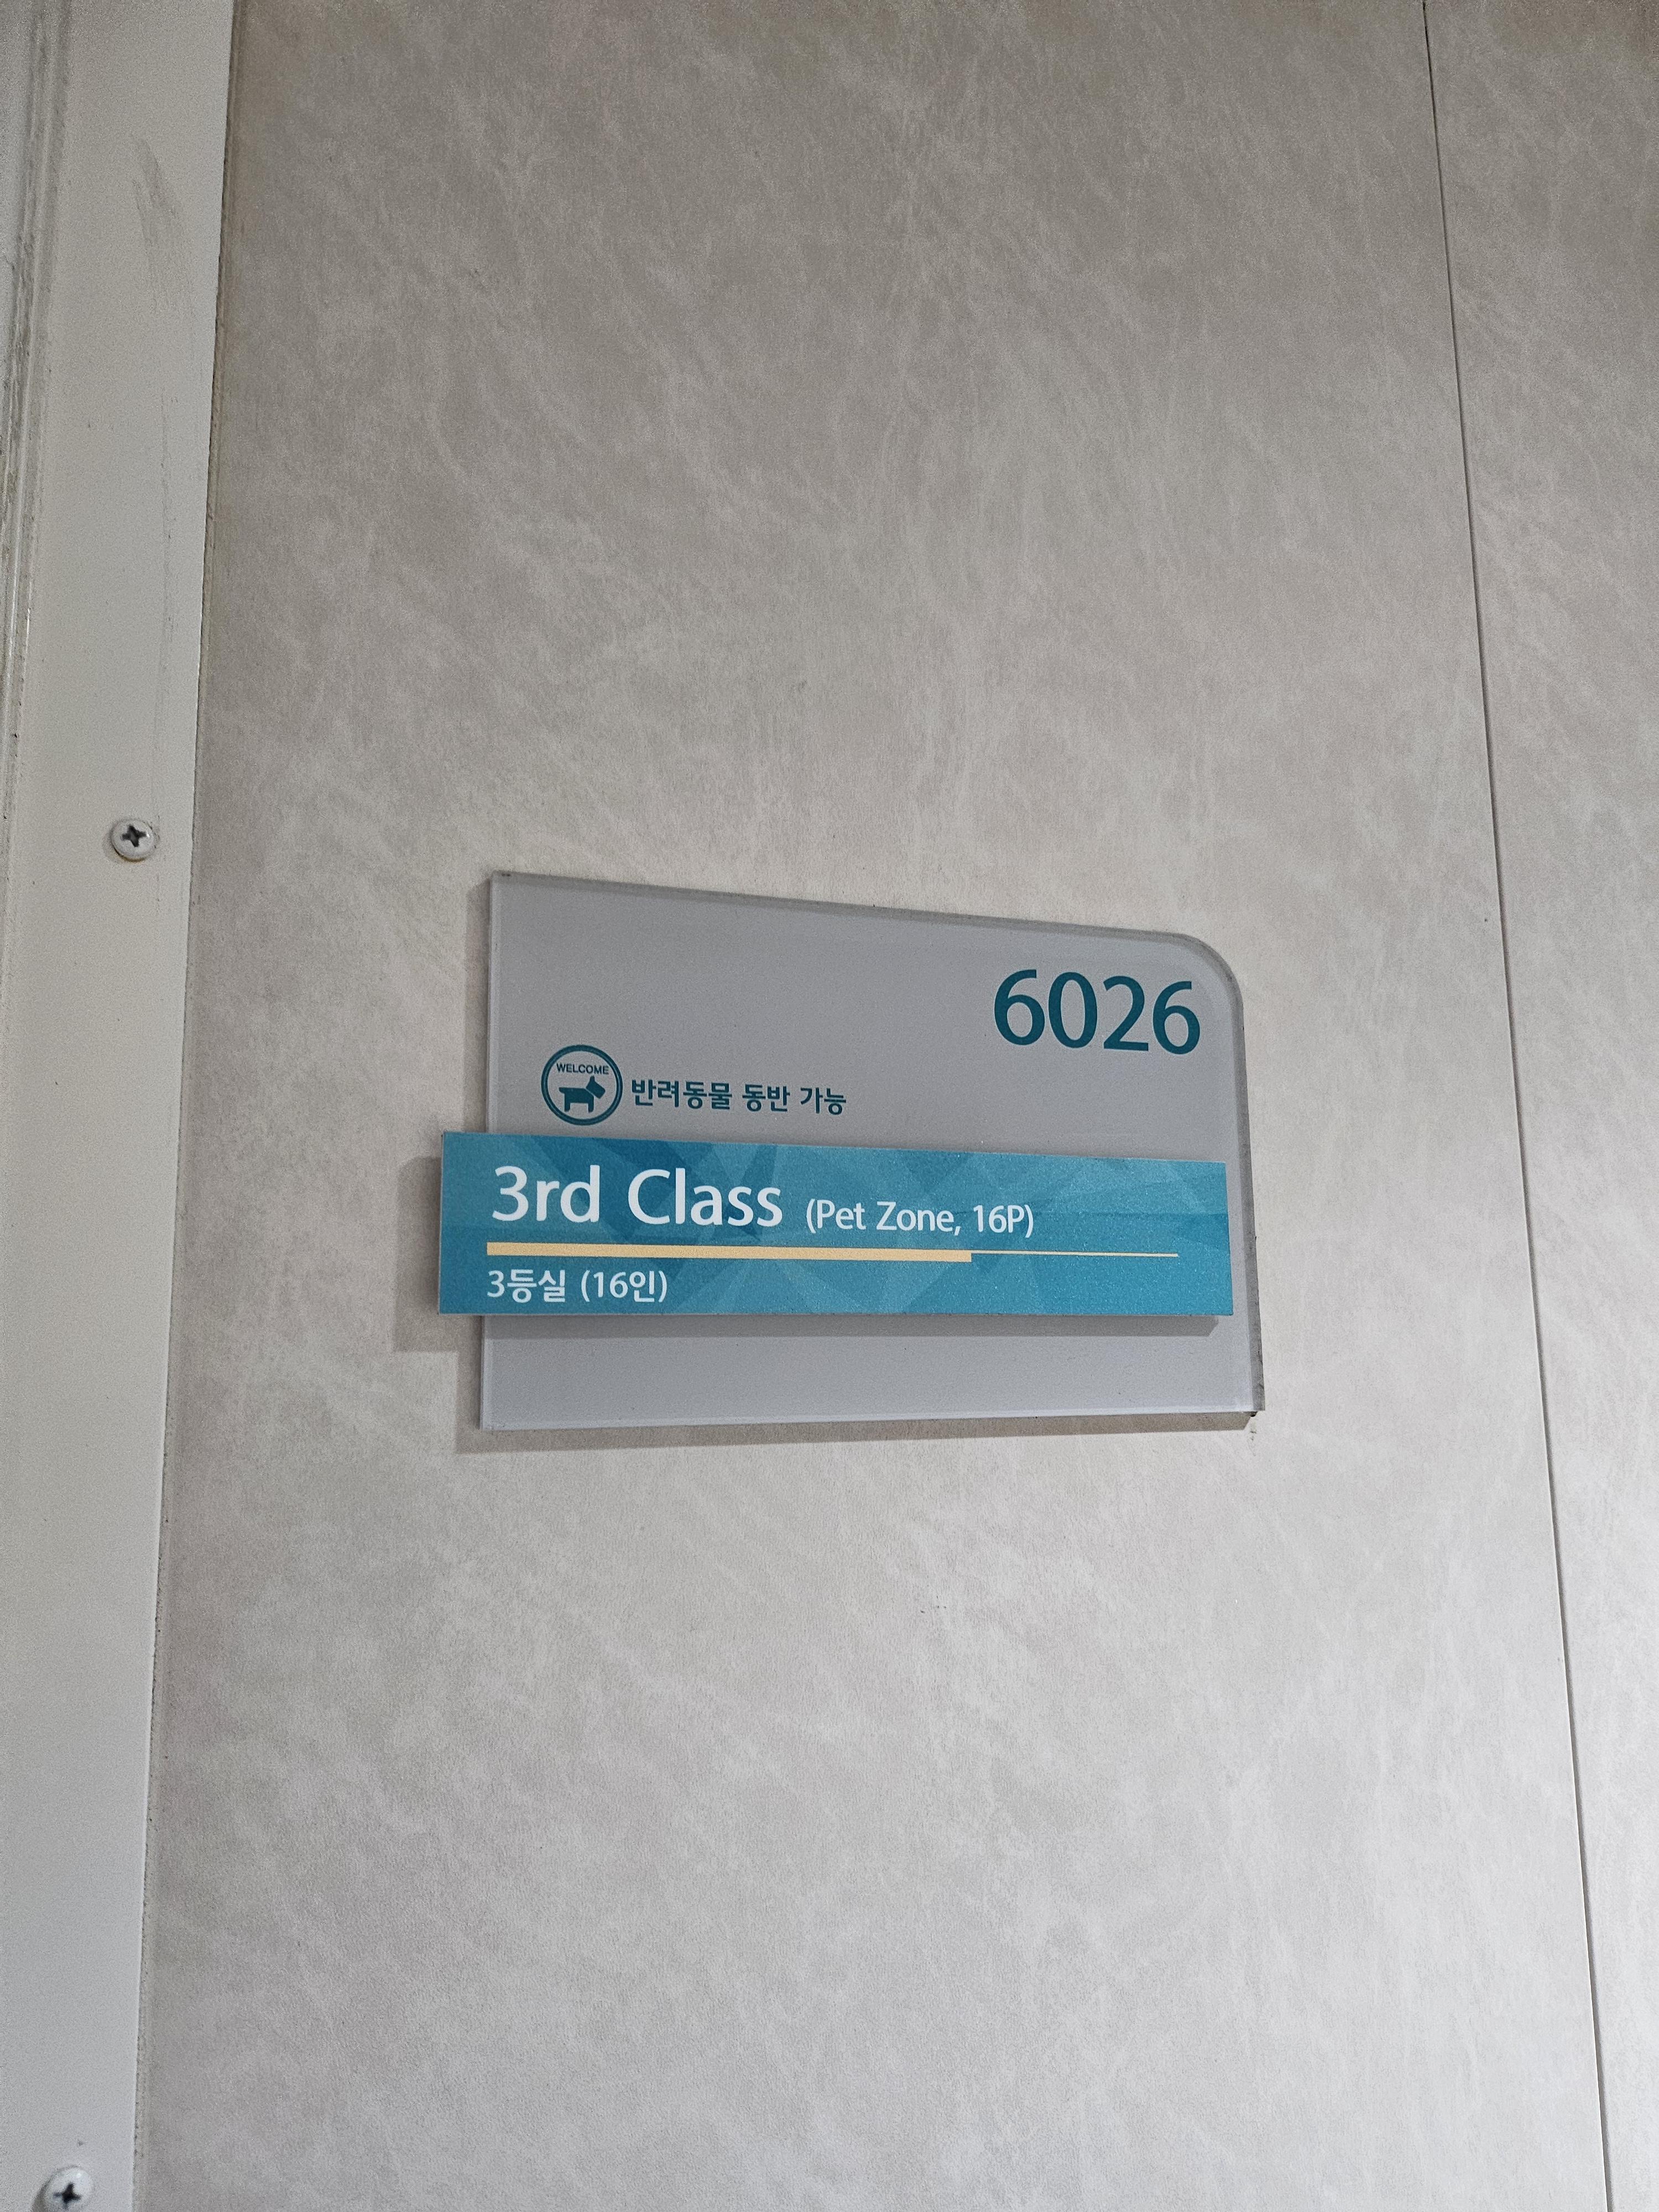 6026
WELCOME
반려동물 동반 가능
3rd Class (Pet Zone, 16P)
3등실 (16인)